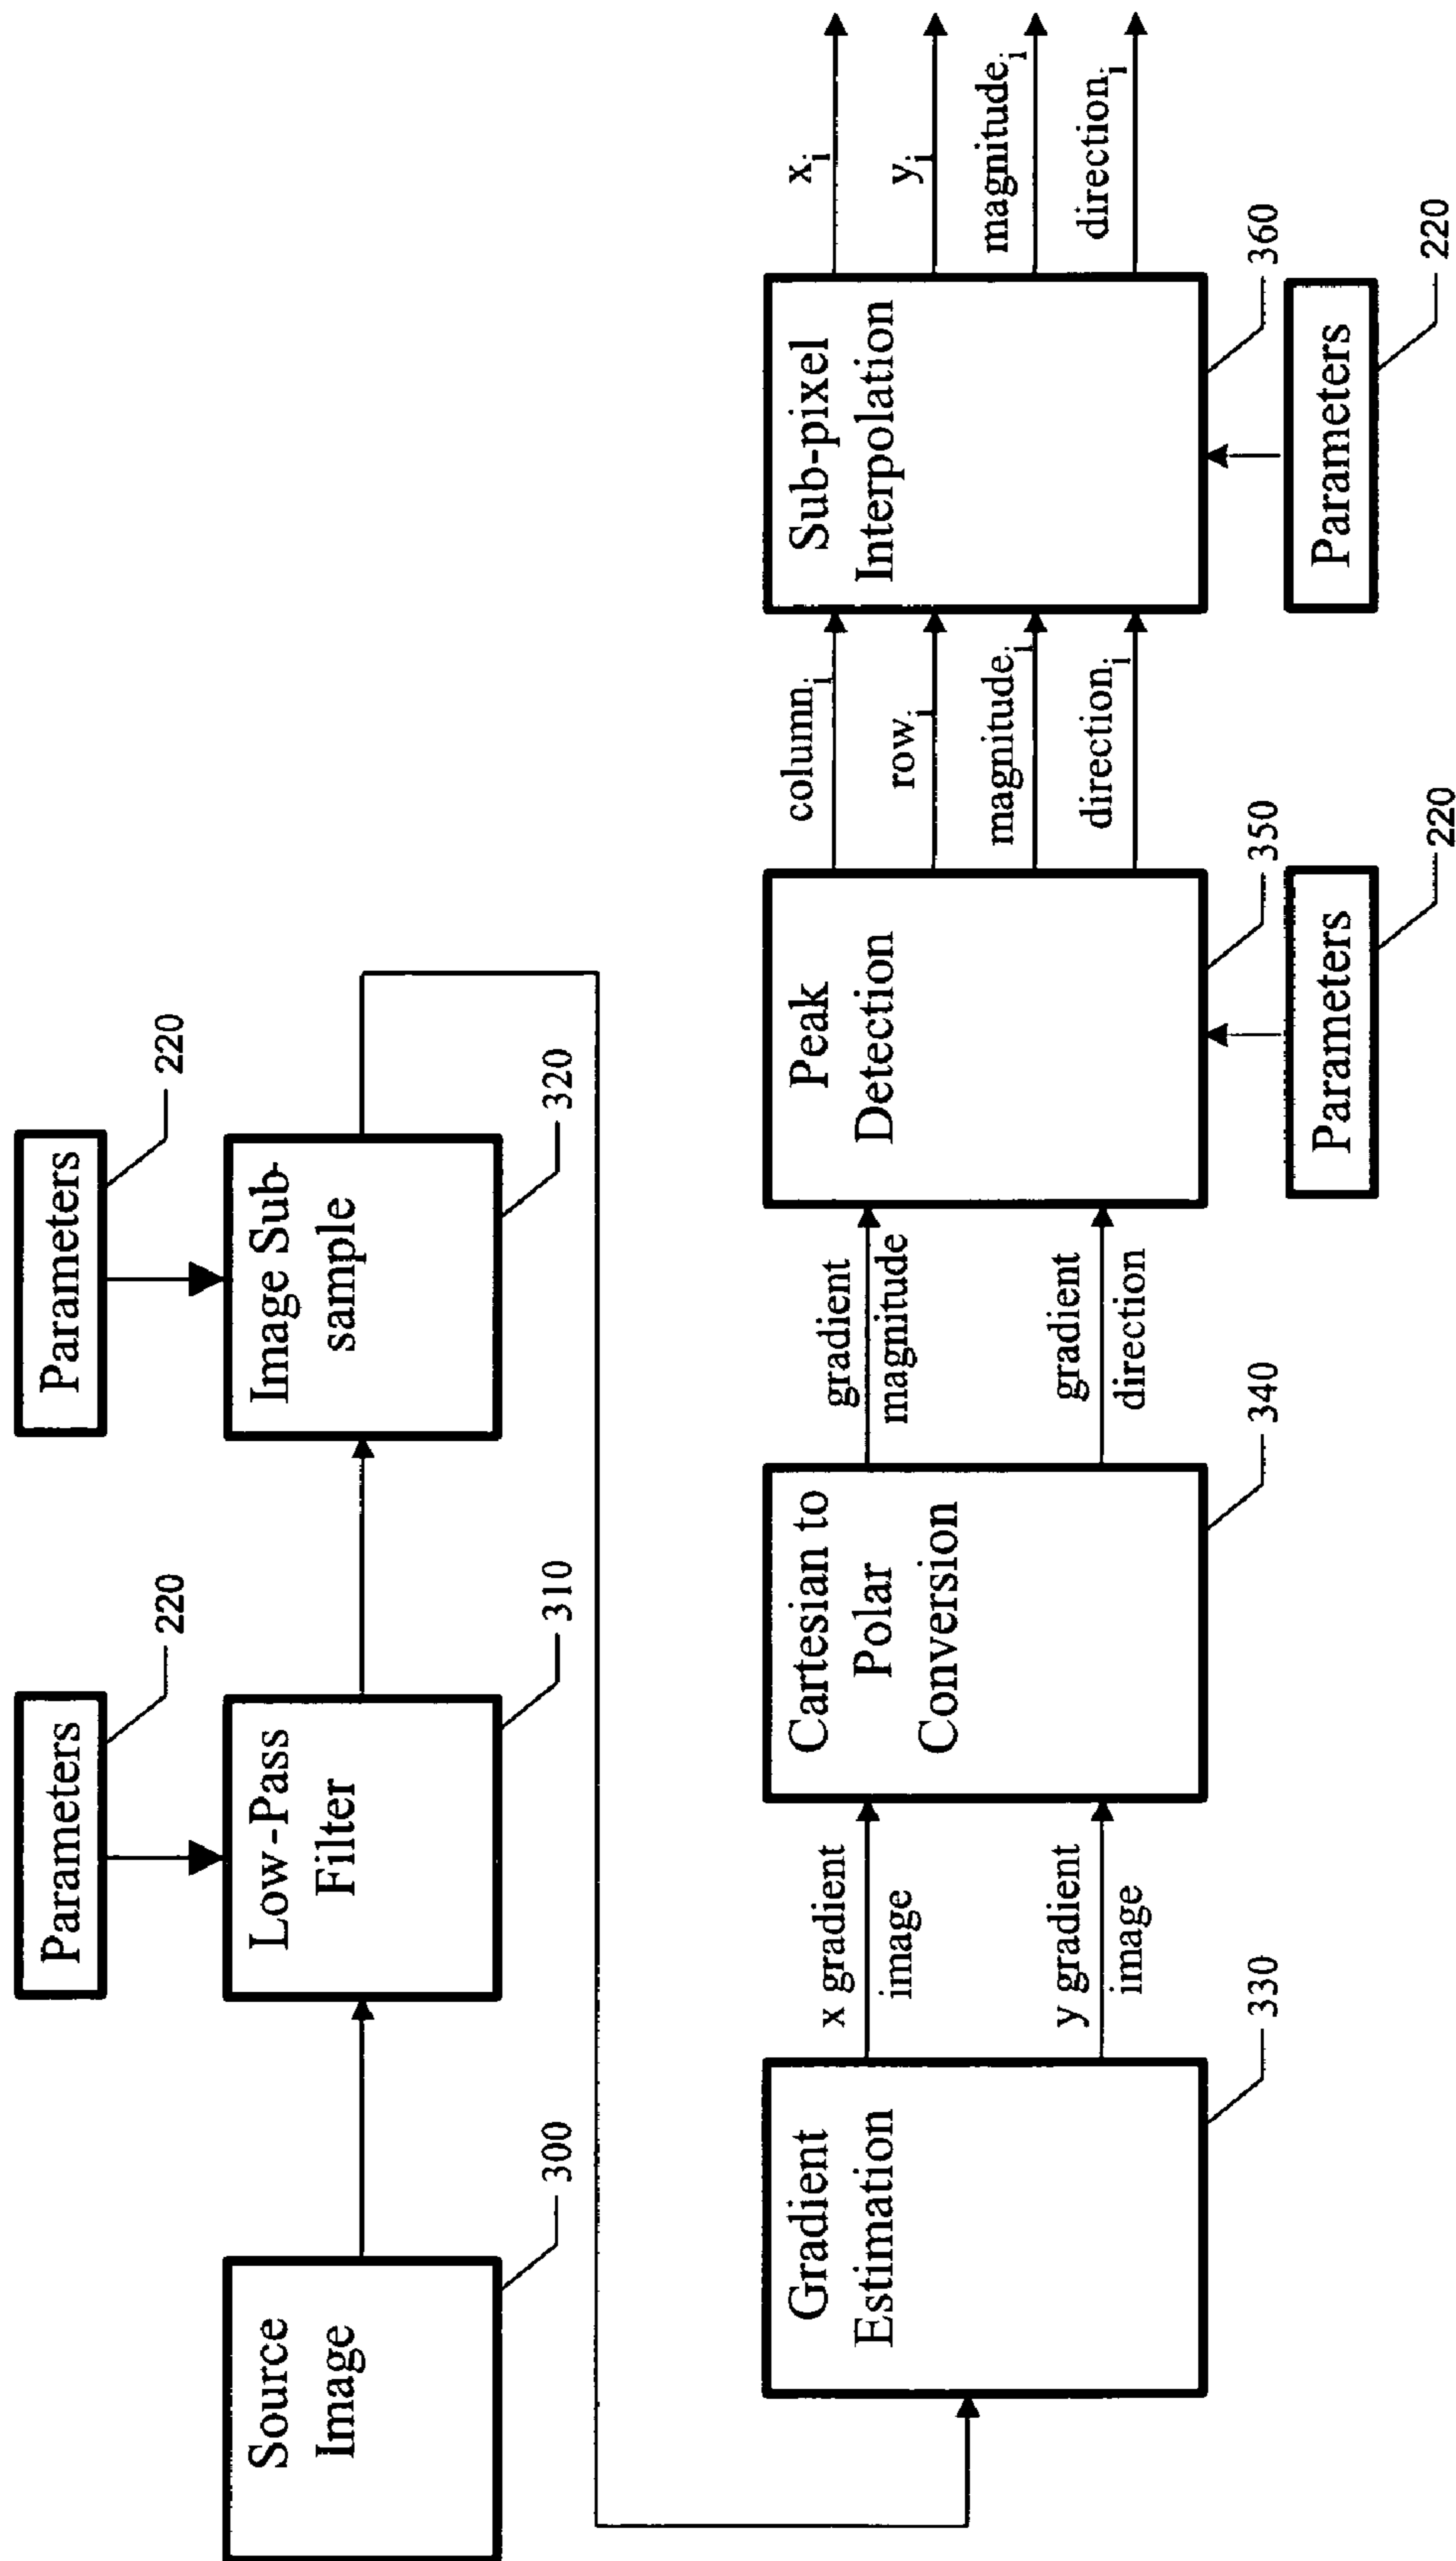 Parameters
220
Parameters
220
Source
Image
300
Low-Pass
Filter
310
Image Sub-
sample
320
Gradient
Estimation
330
x gradient
image
y gradient
image
Cartesian to
Polar
Conversion
340
gradient
magnitude
gradient
direction
Peak
Detection
350
Parameters
220
column_i
row_i
magnitude_i
direction_i
Sub-pixel
Interpolation
360
Parameters
220
x_i
y_i
magnitude_i
direction_i